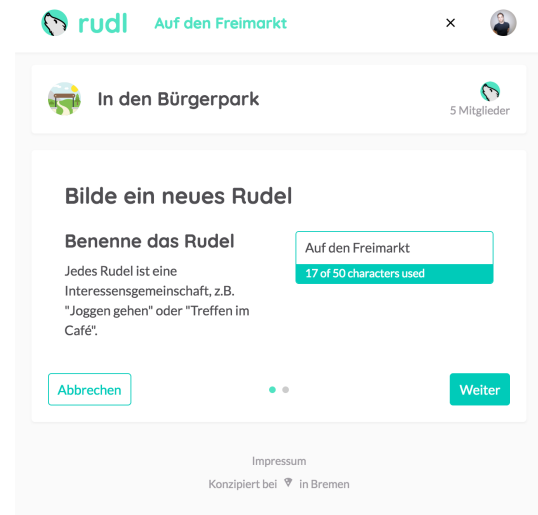 rudl Auf den Freimarkt ×
In den Bürgerpark
5 Mitglieder
Bilde ein neues Rudel
Benenne das Rudel
Jedes Rudel ist eine
Interessensgemeinschaft, z.B.
"Joggen gehen" oder "Treffen im
Café".
Auf den Freimarkt
17 of 50 characters used
Abbrechen
Weiter
Impressum
Konzipiert bei in Bremen